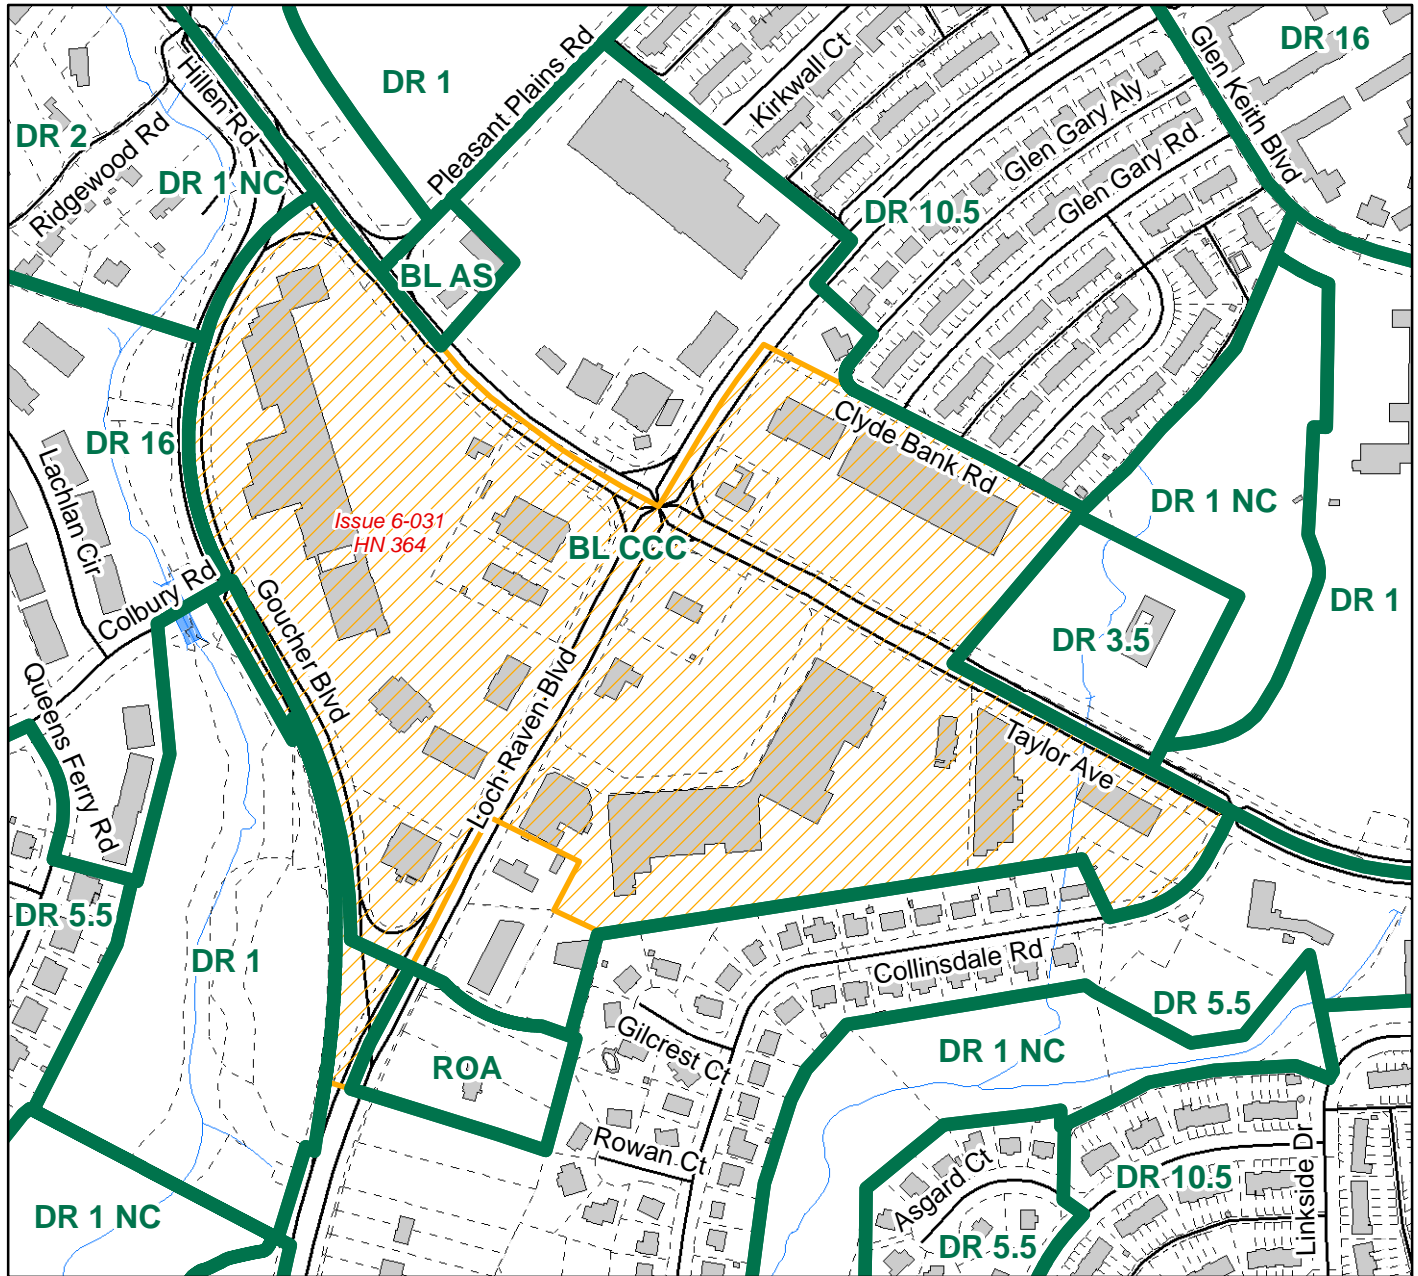 DR 16
DR 1
Hillen Rd
Pleasant Plains Rd
Kirkwall Ct
Glen Keith Blvd
Glen Gary Aly
DR 2
Ridgewood Rd
DR 1 NC
Glen Gary Rd
DR 10.5
BL AS
Clyde Bank Rd
DR 16
Lachlan Cir
DR 1 NC
Issue 6-031
HN 364
BL CCC
Colbury Rd
Goucher Blvd
DR 1
DR 3.5
Queens Ferry Rd
Loch Raven Blvd
Taylor Ave
DR 5.5
DR 1
Collinsdale Rd
DR 5.5
Gilcrest Ct
DR 1 NC
ROA
Rowan Ct
Asgard Ct
DR 10.5
Linkside Dr
DR 1 NC
DR 5.5